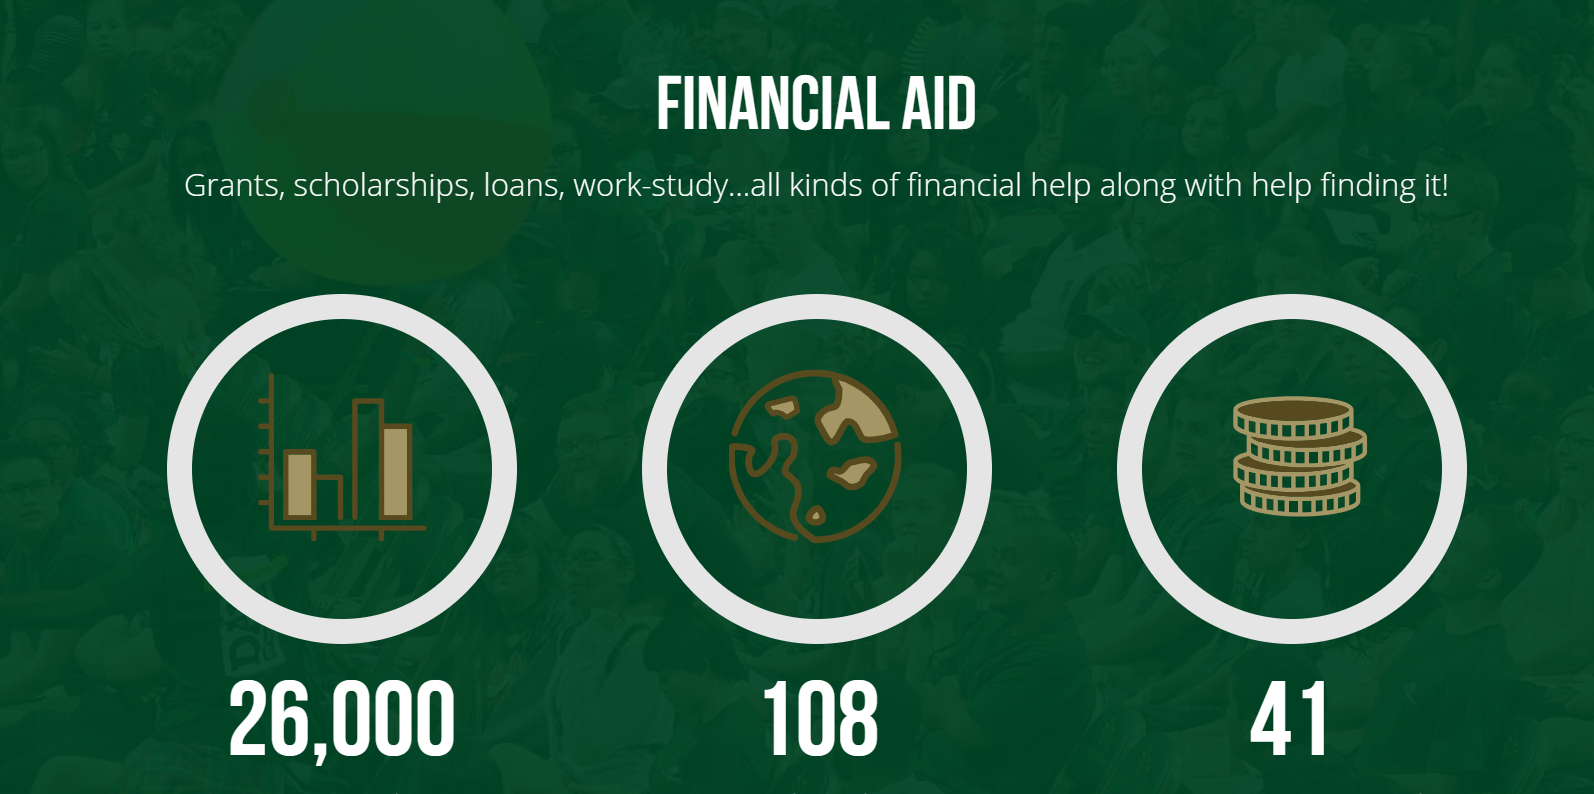 FINANCIAL AID
Grants, scholarships, loans, work-study...all kinds of financial help along with help finding it!
26,000
108
41